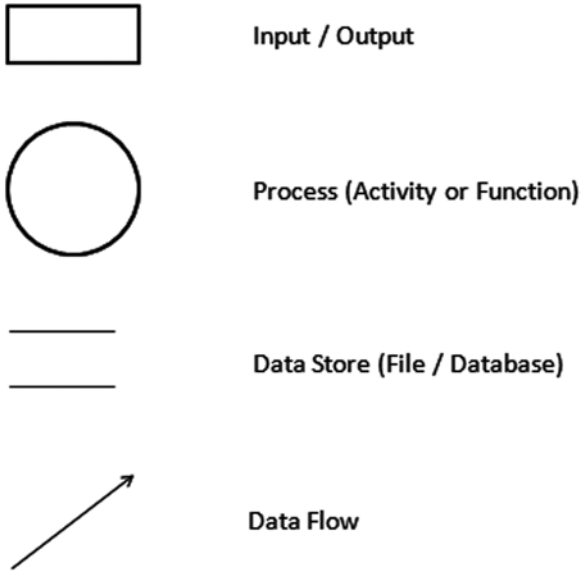 Input / Output
Process (Activity or Function)
Data Store (File / Database)
Data Flow